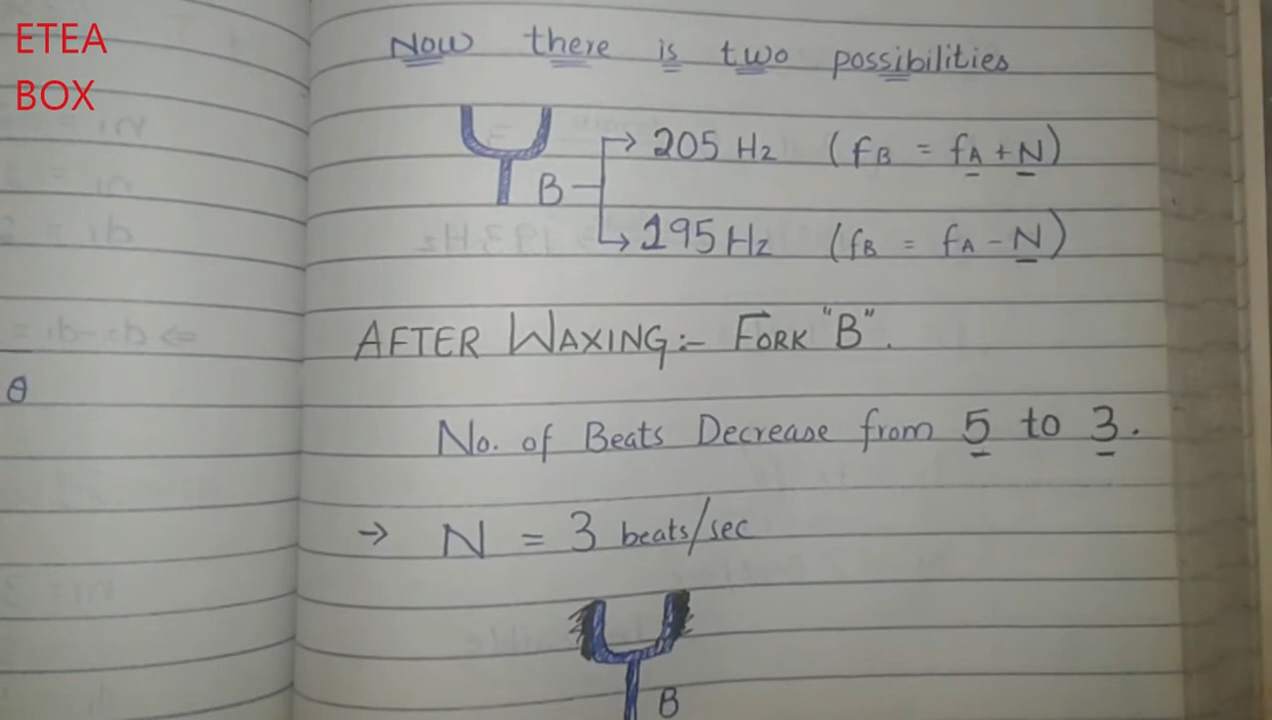 ETEA
BOX
Now there is two possibilities
205 Hz (fB = fA + N)
B
195 Hz (fB = fA - N)
AFTER WAXING:- FORK "B".
θ
No. of Beats Decrease from 5 to 3.
→ N = 3 beats/sec
B